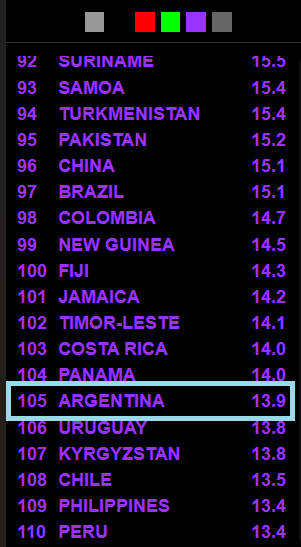 92 SURINAME 15.5
93 SAMOA 15.4
94 TURKMENISTAN 15.4
95 PAKISTAN 15.2
96 CHINA 15.1
97 BRAZIL 15.1
98 COLOMBIA 14.7
99 NEW GUINEA 14.5
100 FIJI 14.3
101 JAMAICA 14.2
102 TIMOR-LESTE 14.1
103 COSTA RICA 14.0
104 PANAMA 14.0
105 ARGENTINA 13.9
106 URUGUAY 13.8
107 KYRGYZSTAN 13.8
108 CHILE 13.5
109 PHILIPPINES 13.4
110 PERU 13.4